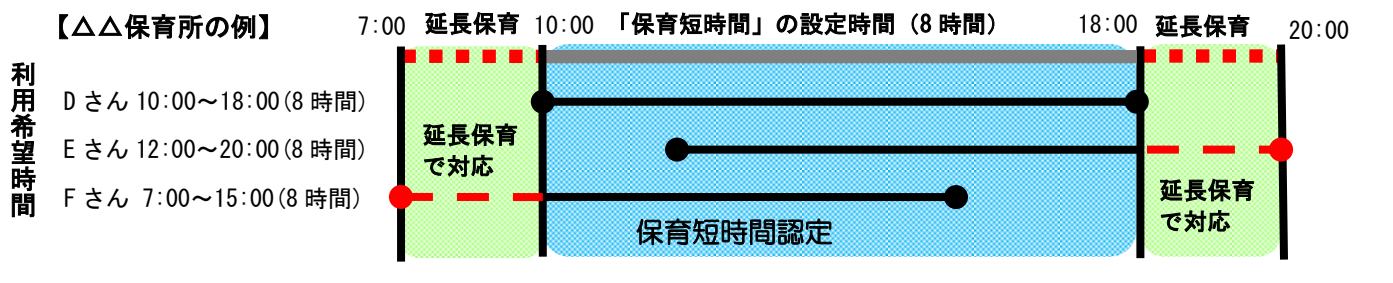 【△△保育所の例】
7:00 延長保育 10:00 「保育短時間」の設定時間（8時間） 18:00 延長保育 20:00
利用希望時間
Dさん 10:00～18:00(8時間)
Eさん 12:00～20:00(8時間)
Fさん 7:00～15:00(8時間)
延長保育
で対応
保育短時間認定
延長保育
で対応